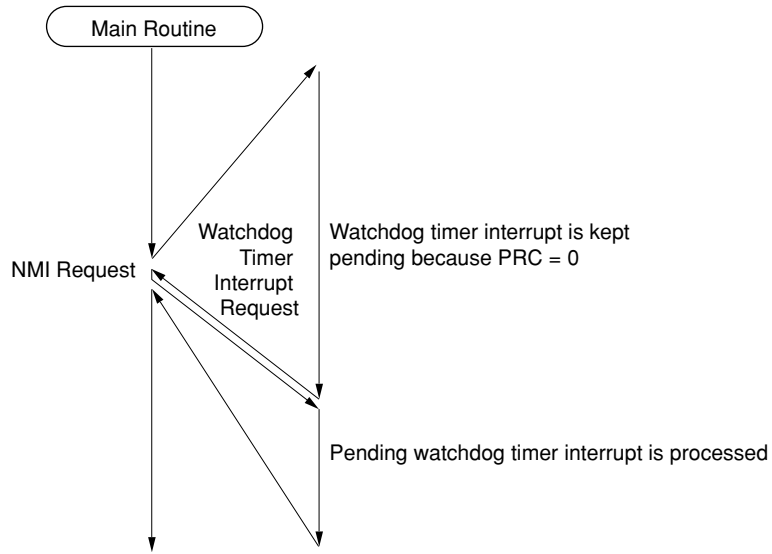 Main Routine
NMI Request
Watchdog
Timer
Interrupt
Request
Watchdog timer interrupt is kept
pending because PRC = 0
Pending watchdog timer interrupt is processed